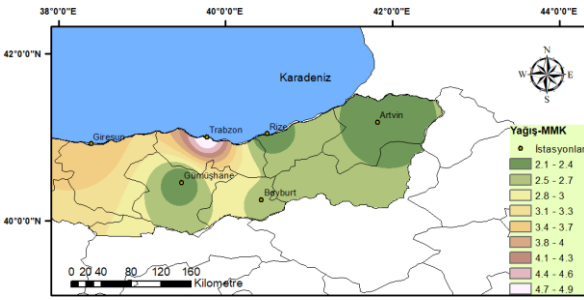 38°0'0"E 40°0'0"E 42°0'0"E 44°0'0"E
42°0'0"N
40°0'0"N
Karadeniz
N
W E
S
Giresun
Trabzon
Rize
Artvin
Gümüşhane
Bayburt
Yağış-MMK
İstasyonlar
2.1 - 2.4
2.5 - 2.7
2.8 - 3
3.1 - 3.3
3.4 - 3.7
3.8 - 4
4.1 - 4.3
4.4 - 4.6
4.7 - 4.9
0 20 40 80 120 160
Kilometre